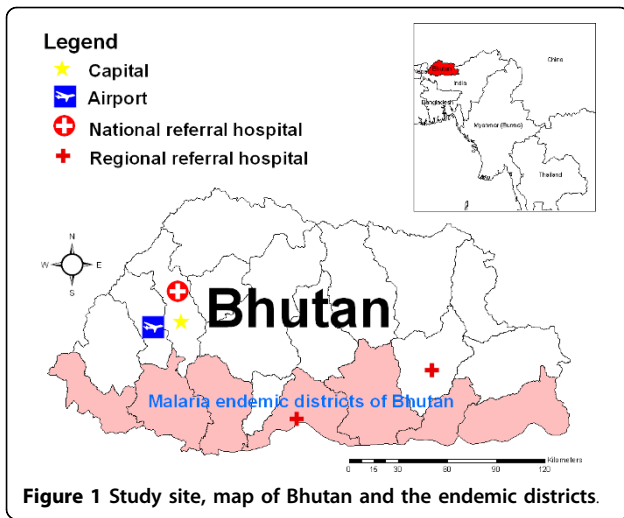 Legend
Capital
Airport
National referral hospital
Regional referral hospital
China
Bhutan
India
Bangladesh
Myanmar (Burma)
Thailand
N
W E
S
Bhutan
Malaria endemic districts of Bhutan
Kilometers
0 15 30 60 80 90 120
Figure 1 Study site, map of Bhutan and the endemic districts.